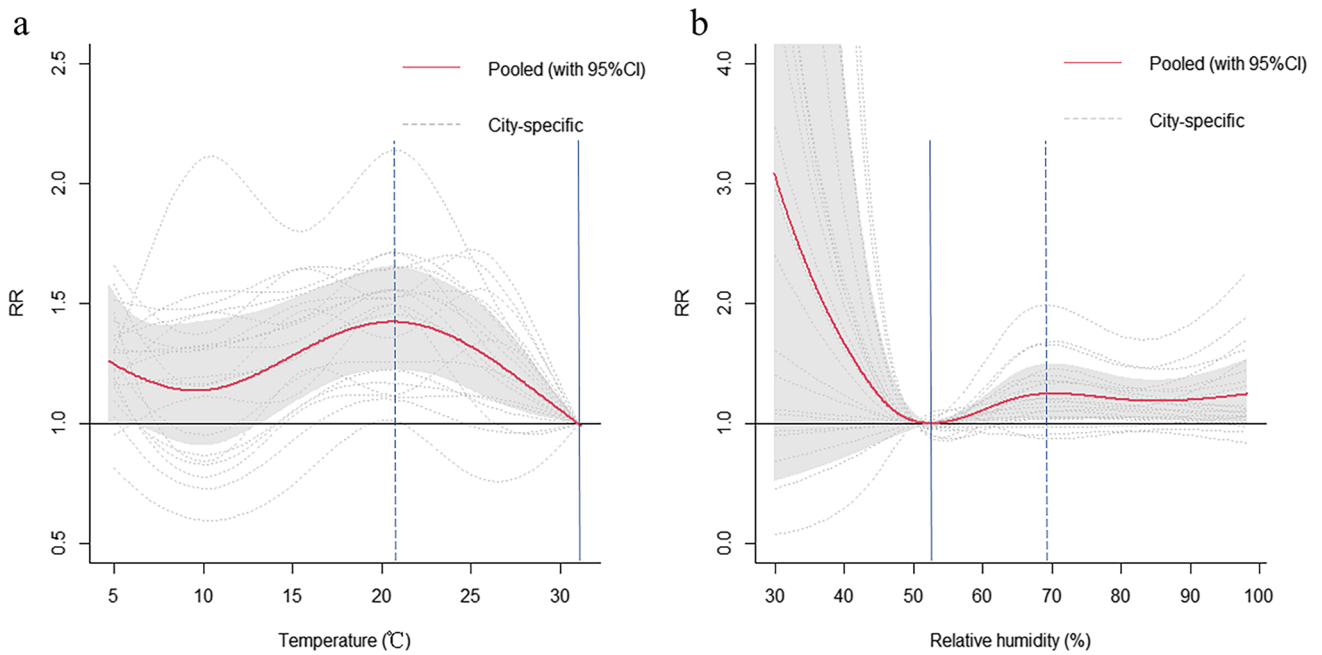 a
2.5
2.0
1.5
1.0
0.5
RR
Pooled (with 95%CI)
City-specific
5
10
15
20
25
30
Temperature (℃)
b
4.0
3.0
2.0
1.0
0.0
RR
Pooled (with 95%CI)
City-specific
30
40
50
60
70
80
90
100
Relative humidity (%)